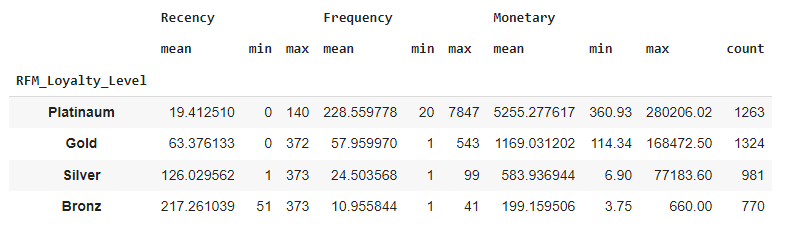 Recency Frequency Monetary
mean min max mean min max mean min max count
RFM_Loyalty_Level
Platinaum 19.412510 0 140 228.559778 20 7847 5255.277617 360.93 280206.02 1263
Gold 63.376133 0 372 57.959970 1 543 1169.031202 114.34 168472.50 1324
Silver 126.029562 1 373 24.503568 1 99 583.936944 6.90 77183.60 981
Bronz 217.261039 51 373 10.955844 1 41 199.159506 3.75 660.00 770